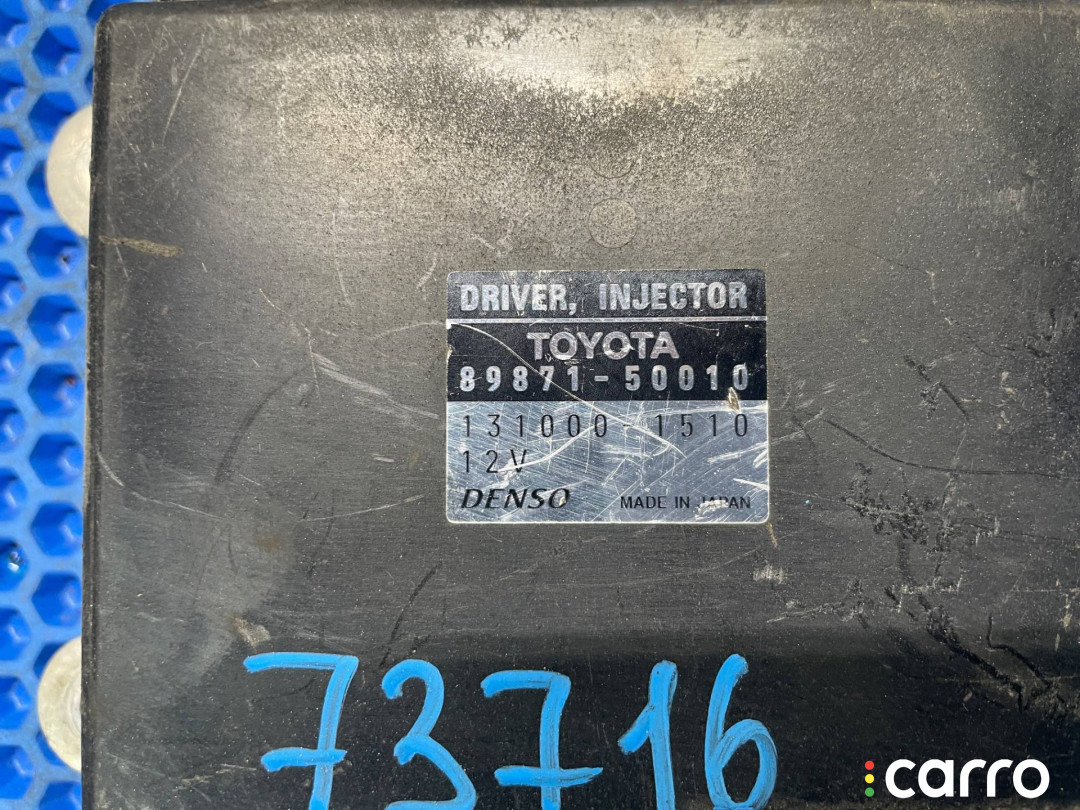 DRIVER, INJECTOR
TOYOTA
89871-50010
131000-1510
12V
DENSO MADE IN JAPAN
73716
carro